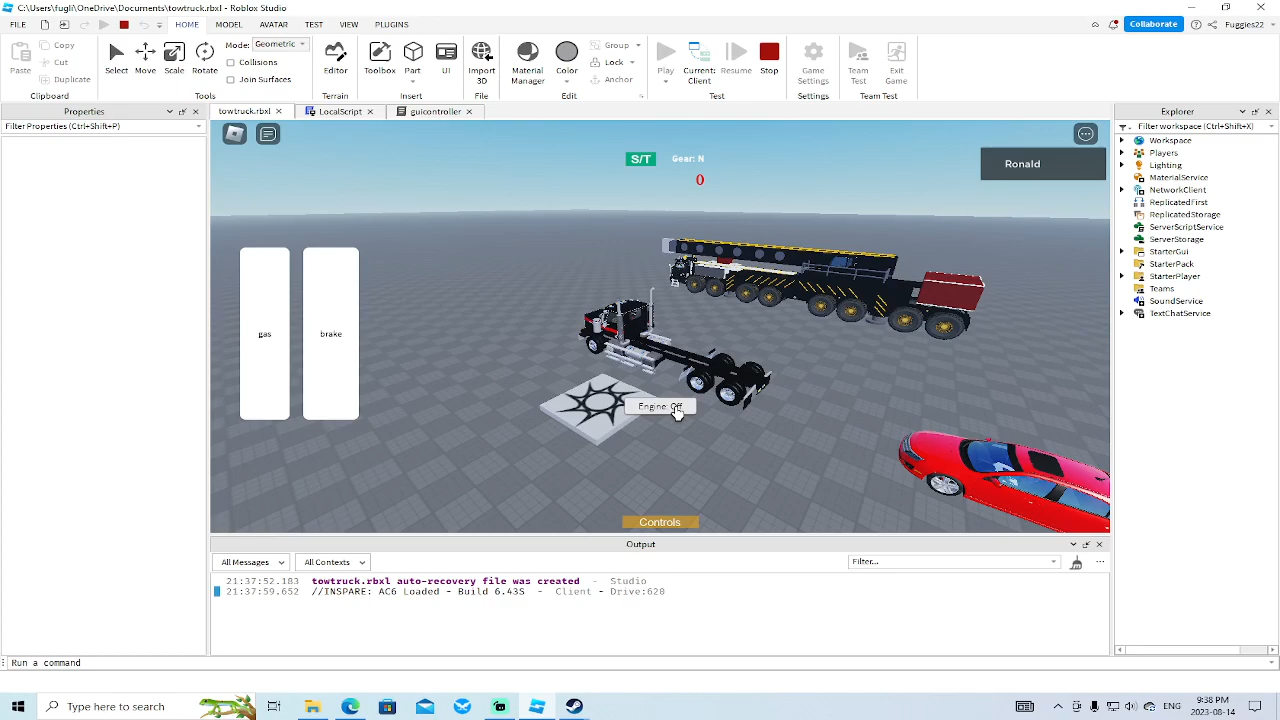 C:\Users\fugli\OneDrive\Documents\towtruck.rbxl - Roblox Studio
FILE HOME MODEL AVATAR TEST VIEW PLUGINS Collaborate Fuggies22
Paste Copy Cut Duplicate Clipboard
Select Move Scale Rotate Mode: Geometric Collisions Join Surfaces Tools
Editor Terrain
Toolbox Part UI Insert
Import 3D File
Material Manager Color Group Lock Anchor Edit
Play Current: Client Resume Stop Test
Game Settings Settings
Team Test Exit Game Team Test
Properties
Filter Properties (Ctrl+Shift+P)
towtruck.rbxl LocalScript guicontroller
S/T Gear: N
0
Ronald
gas brake
Engine Off
Controls
Explorer
Filter workspace (Ctrl+Shift+X)
Workspace
Players
Lighting
MaterialService
NetworkClient
ReplicatedFirst
ReplicatedStorage
ServerScriptService
ServerStorage
StarterGui
StarterPack
StarterPlayer
Teams
SoundService
TextChatService
Output
All Messages All Contexts Filter...
21:37:52.183 towtruck.rbxl auto-recovery file was created - Studio
21:37:59.652 //INSPARE: AC6 Loaded - Build 6.43S - Client - Drive:620
Run a command
Type here to search
ENG
9:38 PM
2023-08-14